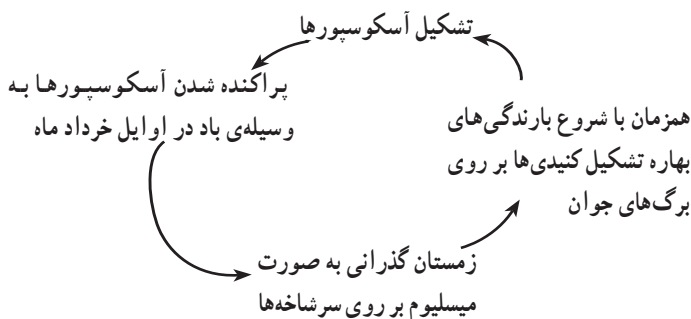 تشکیل آسکوسپورها
پراکنده شدن آسکوسپورها به
وسیله‌ی باد در اوایل خرداد ماه
همزمان با شروع بارندگی‌های
بهاره تشکیل کنیدی‌ها بر روی
برگ‌های جوان
زمستان گذرانی به صورت
میسلیوم بر روی سرشاخه‌ها